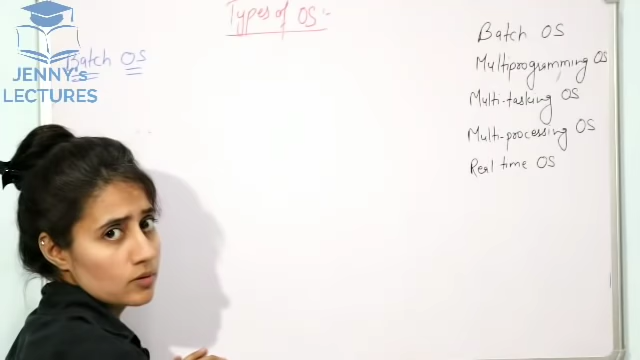 Types of OS:-
Batch OS
JENNY's
LECTURES
Batch OS
Multiprogramming OS
Multi-tasking OS
Multi-processing OS
Real time OS